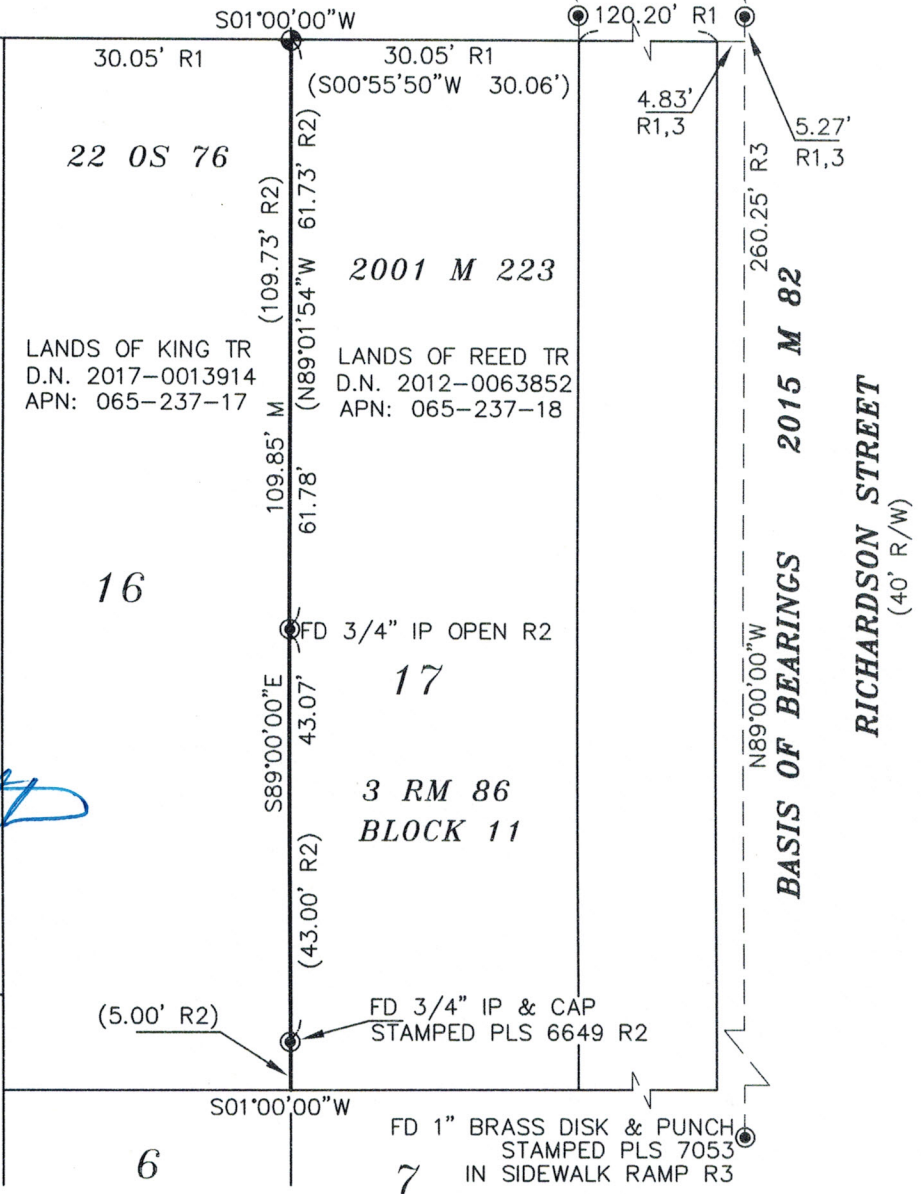 S01°00'00"W
120.20' R1
30.05' R1
30.05' R1
(S00°55'50"W 30.06')
4.83'
R1,3
5.27'
R1,3
22 OS 76
(109.73' R2)
109.85' M
(N89°01'54"W 61.73' R2)
61.78'
2001 M 223
260.25' R3
LANDS OF KING TR
D.N. 2017-0013914
APN: 065-237-17
LANDS OF REED TR
D.N. 2012-0063852
APN: 065-237-18
BASIS OF BEARINGS 2015 M 82
RICHARDSON STREET
(40' R/W)
16
FD 3/4" IP OPEN R2
17
S89°00'00"E
43.07'
N89°00'00"W
3 RM 86
BLOCK 11
(43.00' R2)
(5.00' R2)
FD 3/4" IP & CAP
STAMPED PLS 6649 R2
S01°00'00"W
FD 1" BRASS DISK & PUNCH
STAMPED PLS 7053
IN SIDEWALK RAMP R3
6
7